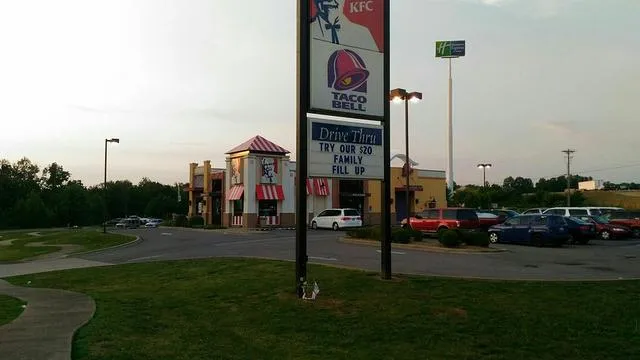 KFC
TACO
BELL
Drive Thru
TRY OUR $20
FAMILY
FILL UP